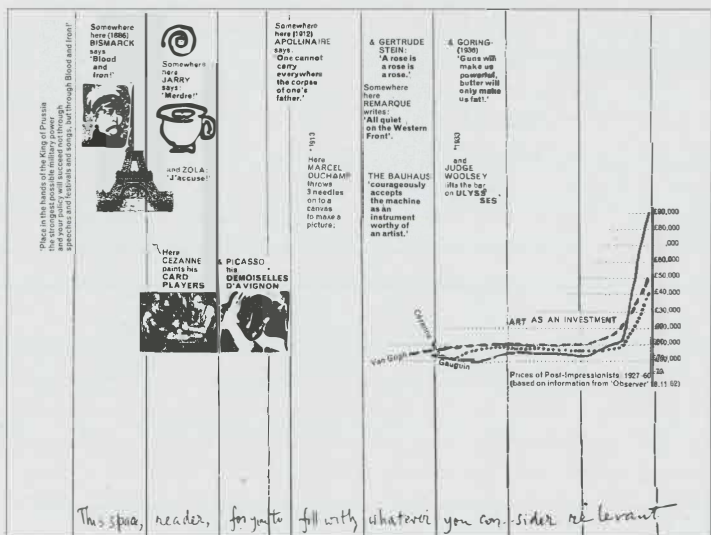 'Place in the hands of the King of Prussia
the strongest possible military power
and your policy will succeed not through
speeches and festivals and songs, but through Blood and Iron!'
Somewhere
here (1886)
BISMARCK
says
'Blood
and
Iron!'
Somewhere
here
JARRY
says:
'Merdre!'
and ZOLA:
'J'accuse!'
Here
CEZANNE
paints his
CARD
PLAYERS
& PICASSO
his
DEMOISELLES
D'AVIGNON
Somewhere
here (1912)
APOLLINAIRE
says:
'One cannot
carry
everywhere
the corpse
of one's
father.'
*1913
Here
MARCEL
DUCHAMP
throws
3 needles
on to a
canvas
to make a
picture:
& GERTRUDE
STEIN:
'A rose is
a rose is
a rose.'
Somewhere
here
REMARQUE
writes:
'All quiet
on the Western
Front'.
THE BAUHAUS
'courageously
accepts
the machine
as an
instrument
worthy of
an artist.'
& GORING
(1936)
'Guns will
make us
powerful,
butter will
only make
us fat!'
*1933
and
JUDGE
WOOLSEY
lifts the bar
on ULYSSES
£90,000
,000
£60,000
£50,000
£40,000
£30,000
ART AS AN INVESTMENT
Cézanne
Van Gogh
Gauguin
Prices of Post-Impressionists: 1927-60
(based on information from 'Observer' 18.11.62)
This space, reader, for you to fill with whatever you con-sider relevant